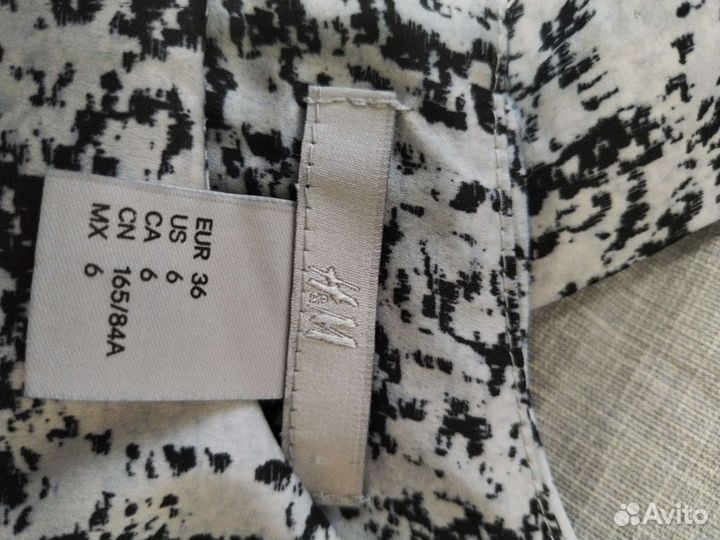 EUR 36
US 6
CA 6
CN 165/84A
MX 6
H&M
Avito